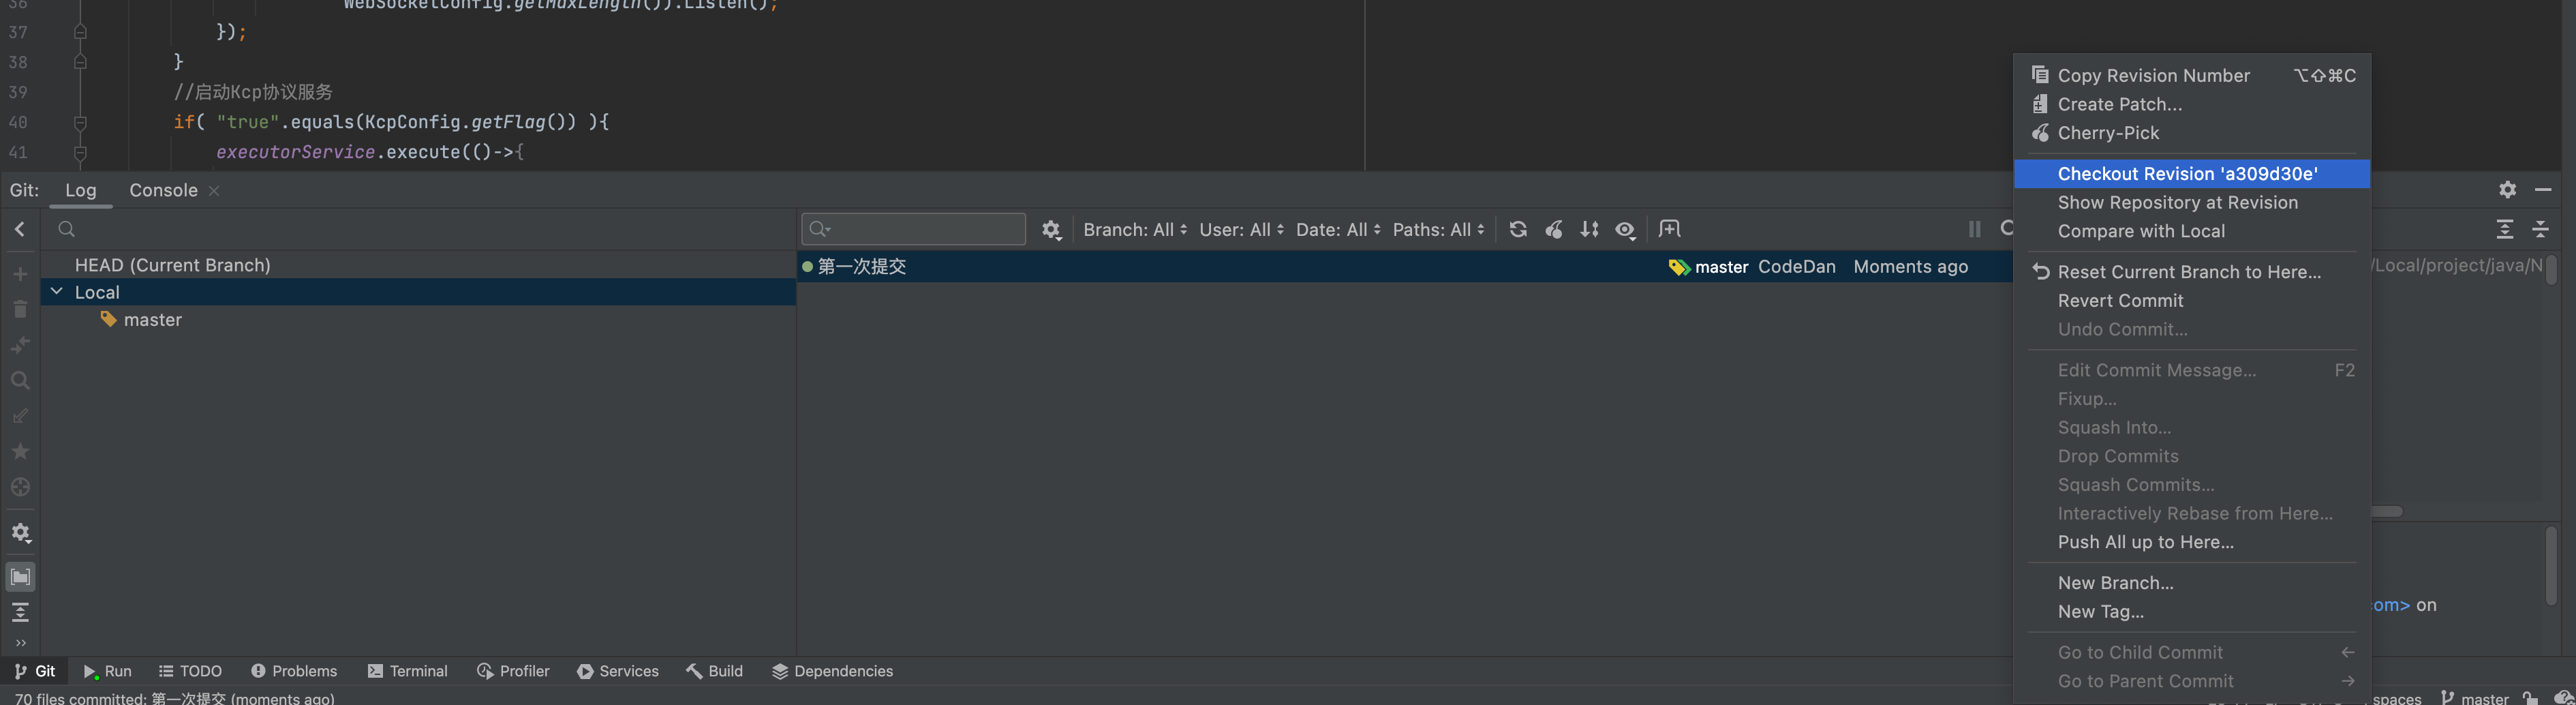 36 WebSocketConfig.getMaxLength()).Listen();
37 });
38 }
39 //启动Kcp协议服务
40 if( "true".equals(KcpConfig.getFlag()) ){
41 executorService.execute(()->{
Git: Log Console
Branch: All User: All Date: All Paths: All
HEAD (Current Branch)
Local
master
第一次提交 master CodeDan Moments ago
/Local/project/java/N
Copy Revision Number ⌥⇧⌘C
Create Patch...
Cherry-Pick
Checkout Revision 'a309d30e'
Show Repository at Revision
Compare with Local
Reset Current Branch to Here...
Revert Commit
Undo Commit...
Edit Commit Message... F2
Fixup...
Squash Into...
Drop Commits
Squash Commits...
Interactively Rebase from Here...
Push All up to Here...
New Branch...
New Tag...
Go to Child Commit ←
Go to Parent Commit →
com> on
Git Run TODO Problems Terminal Profiler Services Build Dependencies
70 files committed: 第一次提交 (moments ago)
spaces master